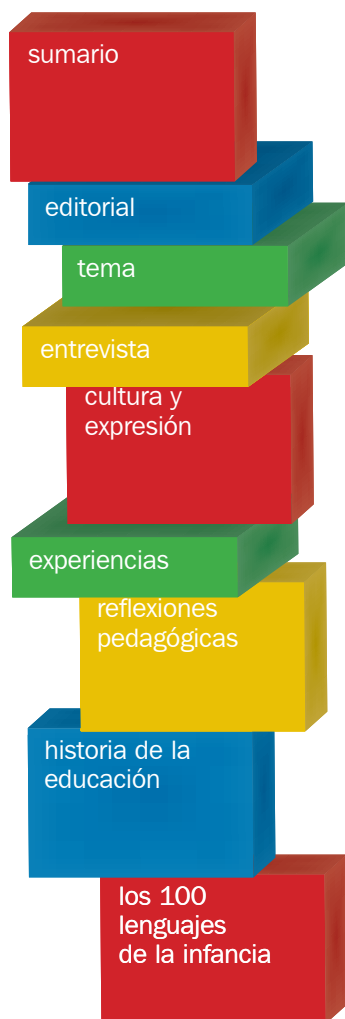 sumario
editorial
tema
entrevista
cultura y
expresión
experiencias
reflexiones
pedagógicas
historia de la
educación
los 100
lenguajes
de la infancia